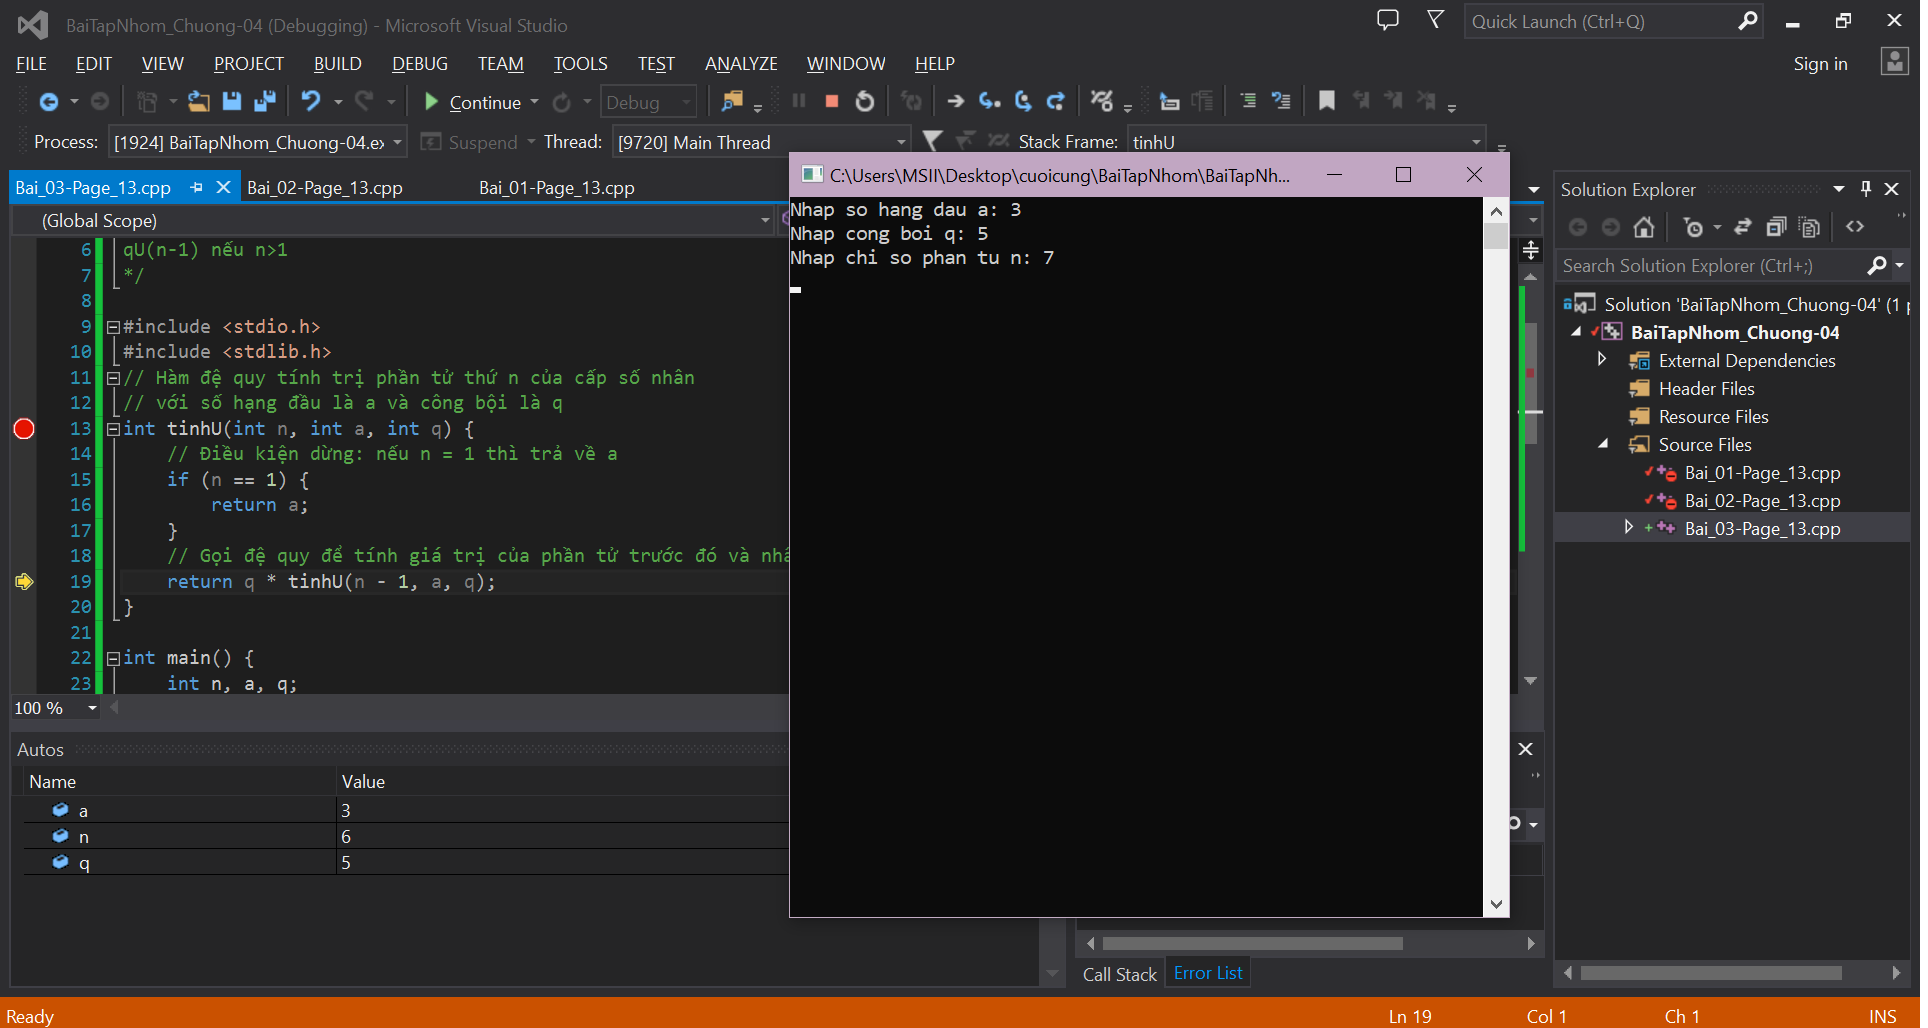 BaiTapNhom_Chuong-04 (Debugging) - Microsoft Visual Studio
Quick Launch (Ctrl+Q)
FILE EDIT VIEW PROJECT BUILD DEBUG TEAM TOOLS TEST ANALYZE WINDOW HELP
Sign in
Continue
Debug
Process: [1924] BaiTapNhom_Chuong-04.ex
Suspend
Thread: [9720] Main Thread
Stack Frame: tinhU
Bai_03-Page_13.cpp
Bai_02-Page_13.cpp
Bai_01-Page_13.cpp
(Global Scope)
6 qU(n-1) nếu n>1
7 */
8
9 #include <stdio.h>
10 #include <stdlib.h>
11 // Hàm đệ quy tính trị phần tử thứ n của cấp số nhân
12 // với số hạng đầu là a và công bội là q
13 int tinhU(int n, int a, int q) {
14 // Điều kiện dừng: nếu n = 1 thì trả về a
15 if (n == 1) {
16 return a;
17 }
18 // Gọi đệ quy để tính giá trị của phần tử trước đó và nhâ
19 return q * tinhU(n - 1, a, q);
20 }
21
22 int main() {
23 int n, a, q;
100 %
Autos
Name Value
a 3
n 6
q 5
C:\Users\MSII\Desktop\cuoicung\BaiTapNhom\BaiTapNh...
Nhap so hang dau a: 3
Nhap cong boi q: 5
Nhap chi so phan tu n: 7
Call Stack
Error List
Solution Explorer
Search Solution Explorer (Ctrl+;)
Solution 'BaiTapNhom_Chuong-04' (1 p
BaiTapNhom_Chuong-04
External Dependencies
Header Files
Resource Files
Source Files
Bai_01-Page_13.cpp
Bai_02-Page_13.cpp
Bai_03-Page_13.cpp
Ready
Ln 19
Col 1
Ch 1
INS